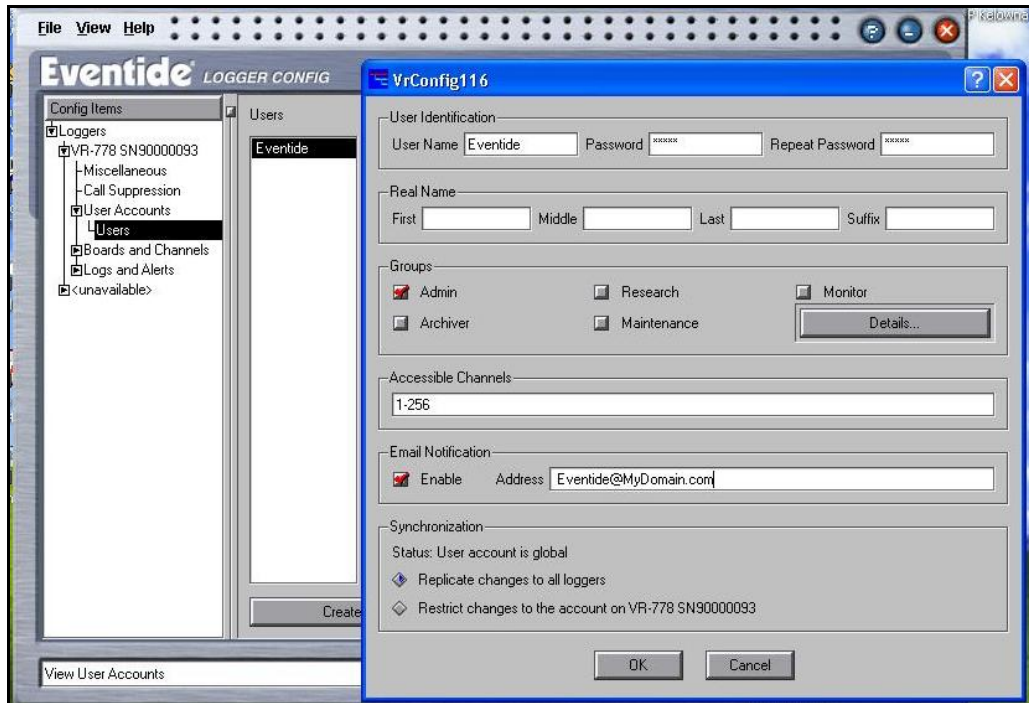 File View Help
P Kelowna
Eventide LOGGER CONFIG
Config Items
Loggers
VR-778 SN90000093
Miscellaneous
Call Suppression
User Accounts
Users
Boards and Channels
Logs and Alerts
<unavailable>
Users
Eventide
Create
View User Accounts
VrConfig116
User Identification
User Name Eventide Password ××××× Repeat Password ×××××
Real Name
First Middle Last Suffix
Groups
Admin Research Monitor
Archiver Maintenance Details...
Accessible Channels
1-256
Email Notification
Enable Address Eventide@MyDomain.com
Synchronization
Status: User account is global
Replicate changes to all loggers
Restrict changes to the account on VR-778 SN90000093
OK Cancel